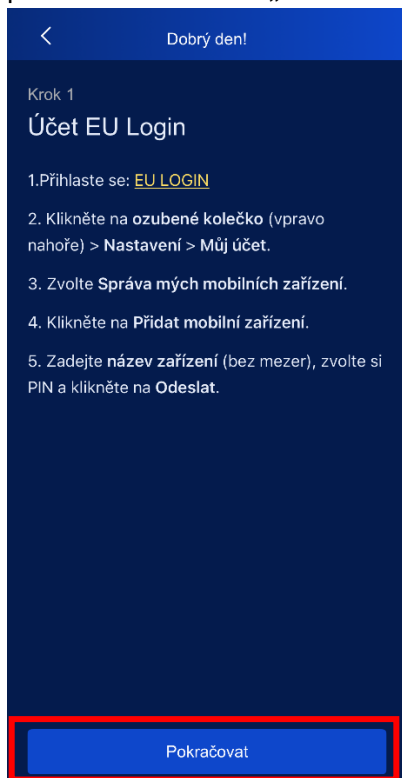 Dobrý den!
Krok 1
Účet EU Login
1.Přihlaste se: EU LOGIN
2. Klikněte na ozubené kolečko (vpravo
nahoře) > Nastavení > Můj účet.
3. Zvolte Správa mých mobilních zařízení.
4. Klikněte na Přidat mobilní zařízení.
5. Zadejte název zařízení (bez mezer), zvolte si
PIN a klikněte na Odeslat.
Pokračovat